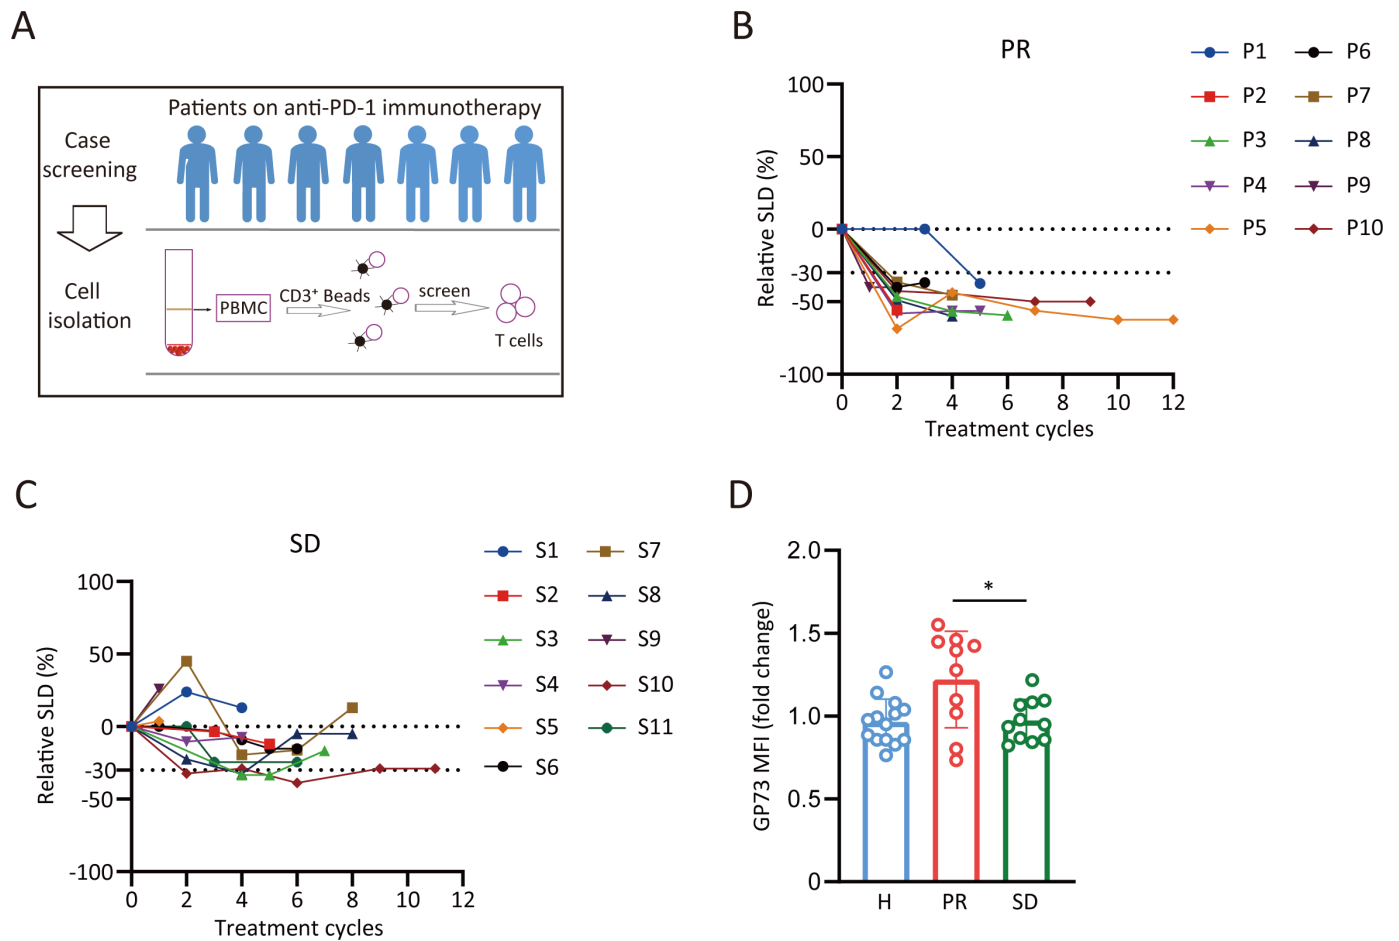 A
Patients on anti-PD-1 immunotherapy
Case
screening
Cell
isolation
PBMC
CD3⁺ Beads
screen
T cells
B
PR
Relative SLD (%)
100
50
0
-30
-50
-100
0 2 4 6 8 10 12
Treatment cycles
P1 P6
P2 P7
P3 P8
P4 P9
P5 P10
C
SD
Relative SLD (%)
100
50
0
-30
-50
-100
0 2 4 6 8 10 12
Treatment cycles
S1 S7
S2 S8
S3 S9
S4 S10
S5 S11
S6
D
GP73 MFI (fold change)
2.0
1.5
1.0
0.5
0
*
H PR SD